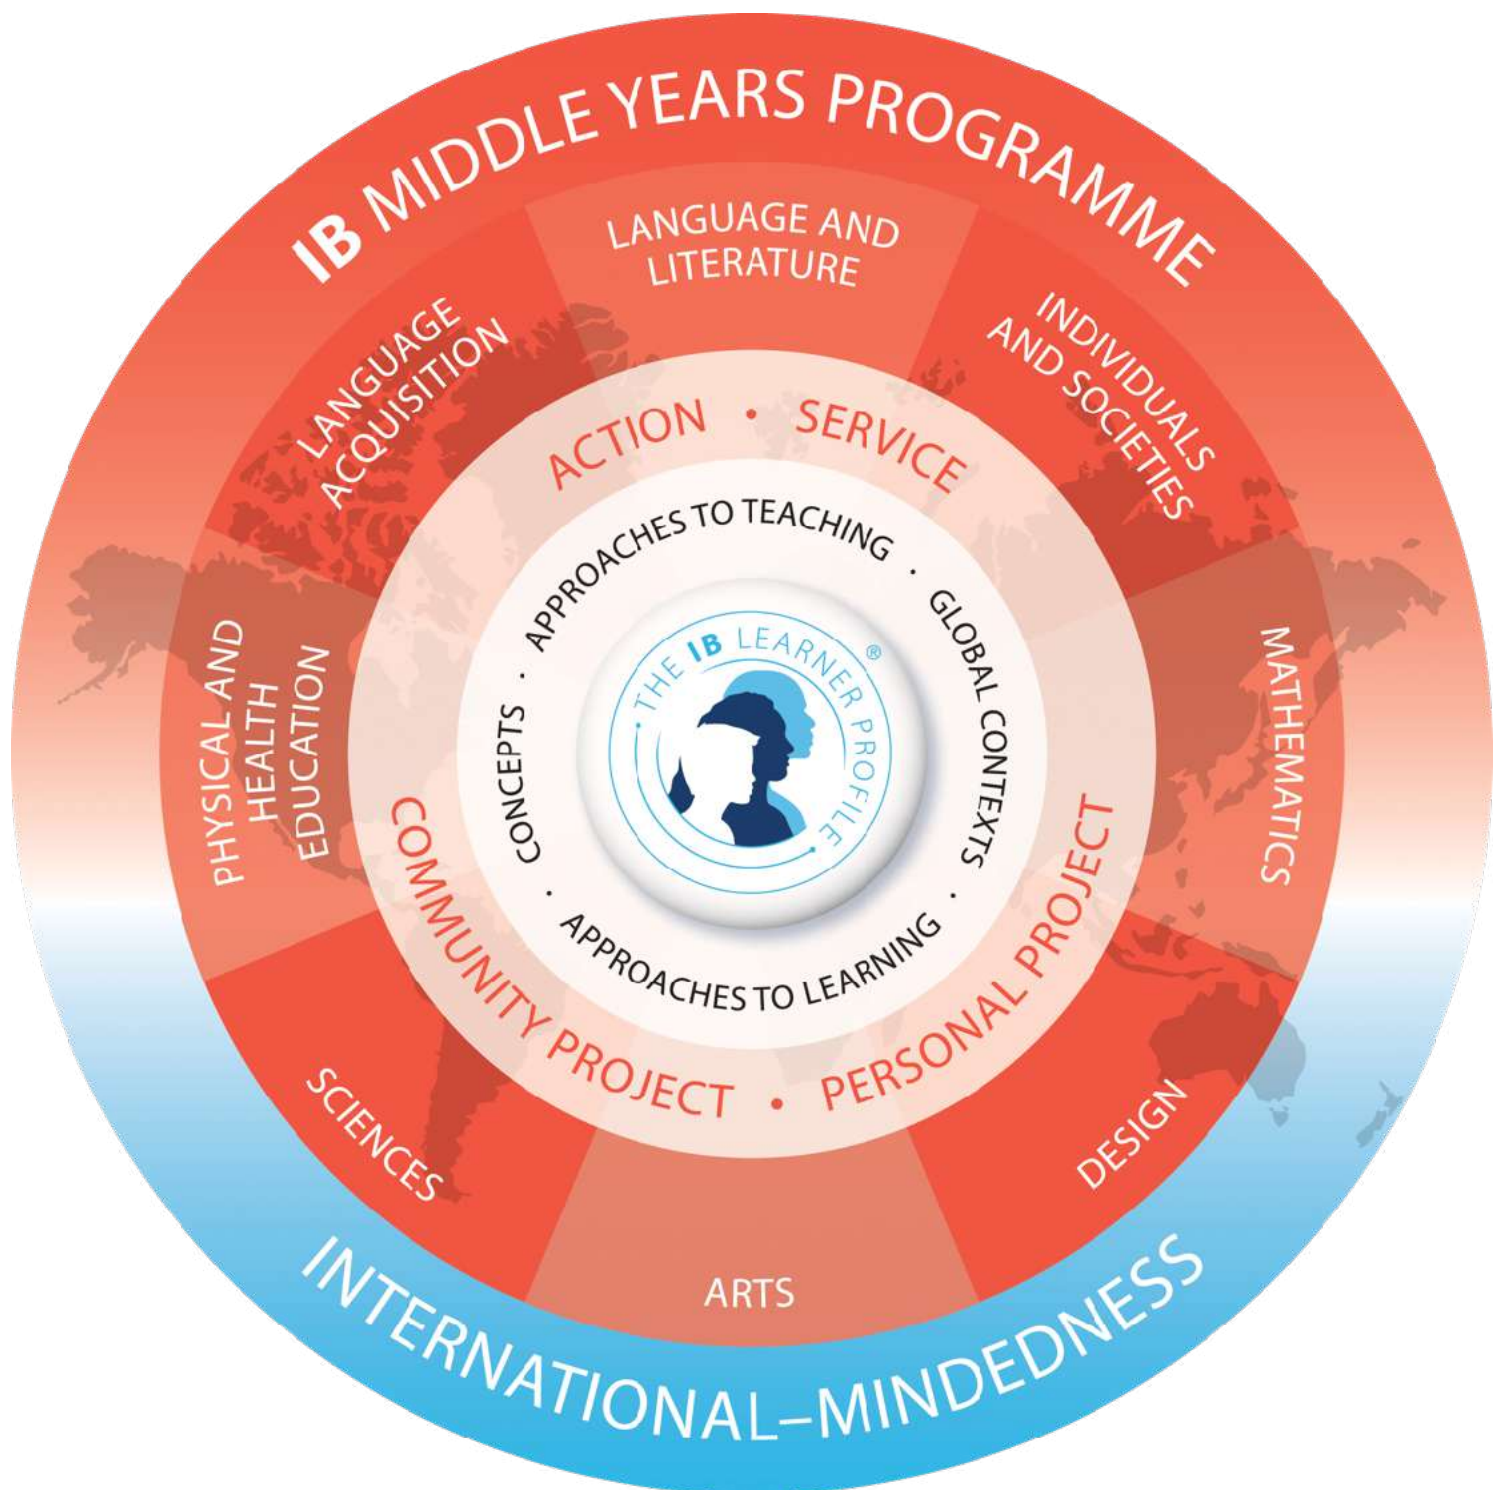 IB MIDDLE YEARS PROGRAMME
LANGUAGE AND
LITERATURE
INDIVIDUALS
AND SOCIETIES
MATHEMATICS
DESIGN
ARTS
SCIENCES
PHYSICAL AND
HEALTH
EDUCATION
LANGUAGE
ACQUISITION
ACTION • SERVICE
PERSONAL PROJECT •
COMMUNITY PROJECT
APPROACHES TO TEACHING ·
GLOBAL CONTEXTS ·
APPROACHES TO LEARNING ·
CONCEPTS ·
• THE IB LEARNER PROFILE • ®
INTERNATIONAL–MINDEDNESS